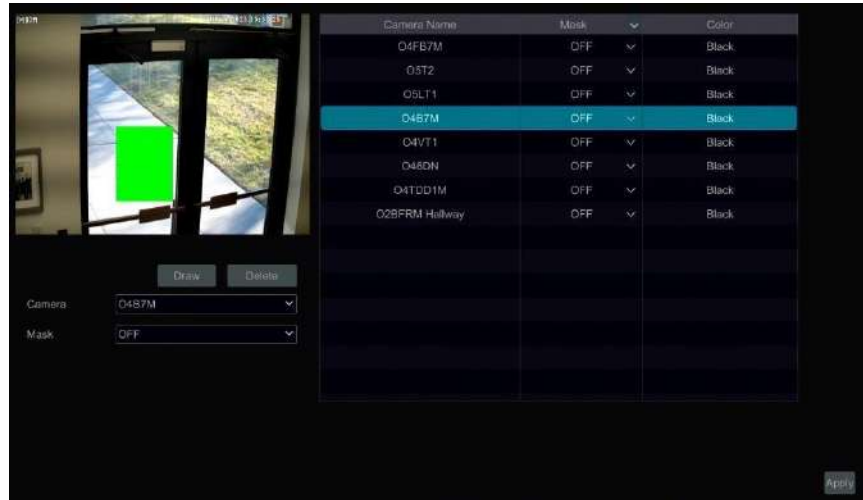 Camera Name Mask Color
O4FB7M OFF Black
O5T2 OFF Black
O5LT1 OFF Black
O4B7M OFF Black
O4VT1 OFF Black
O46DN OFF Black
O4TDD1M OFF Black
O2BFRM Hallway OFF Black
Draw Delete
Camera O4B7M
Mask OFF
Apply